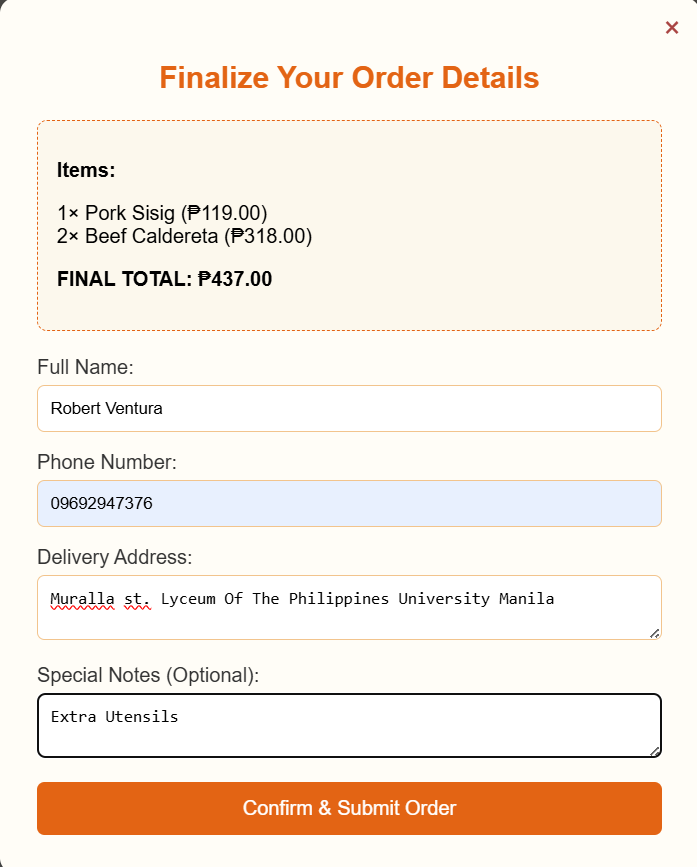 ×
Finalize Your Order Details
Items:
1× Pork Sisig (₱119.00)
2× Beef Caldereta (₱318.00)
FINAL TOTAL: ₱437.00
Full Name:
Robert Ventura
Phone Number:
09692947376
Delivery Address:
Muralla st. Lyceum Of The Philippines University Manila
Special Notes (Optional):
Extra Utensils
Confirm & Submit Order